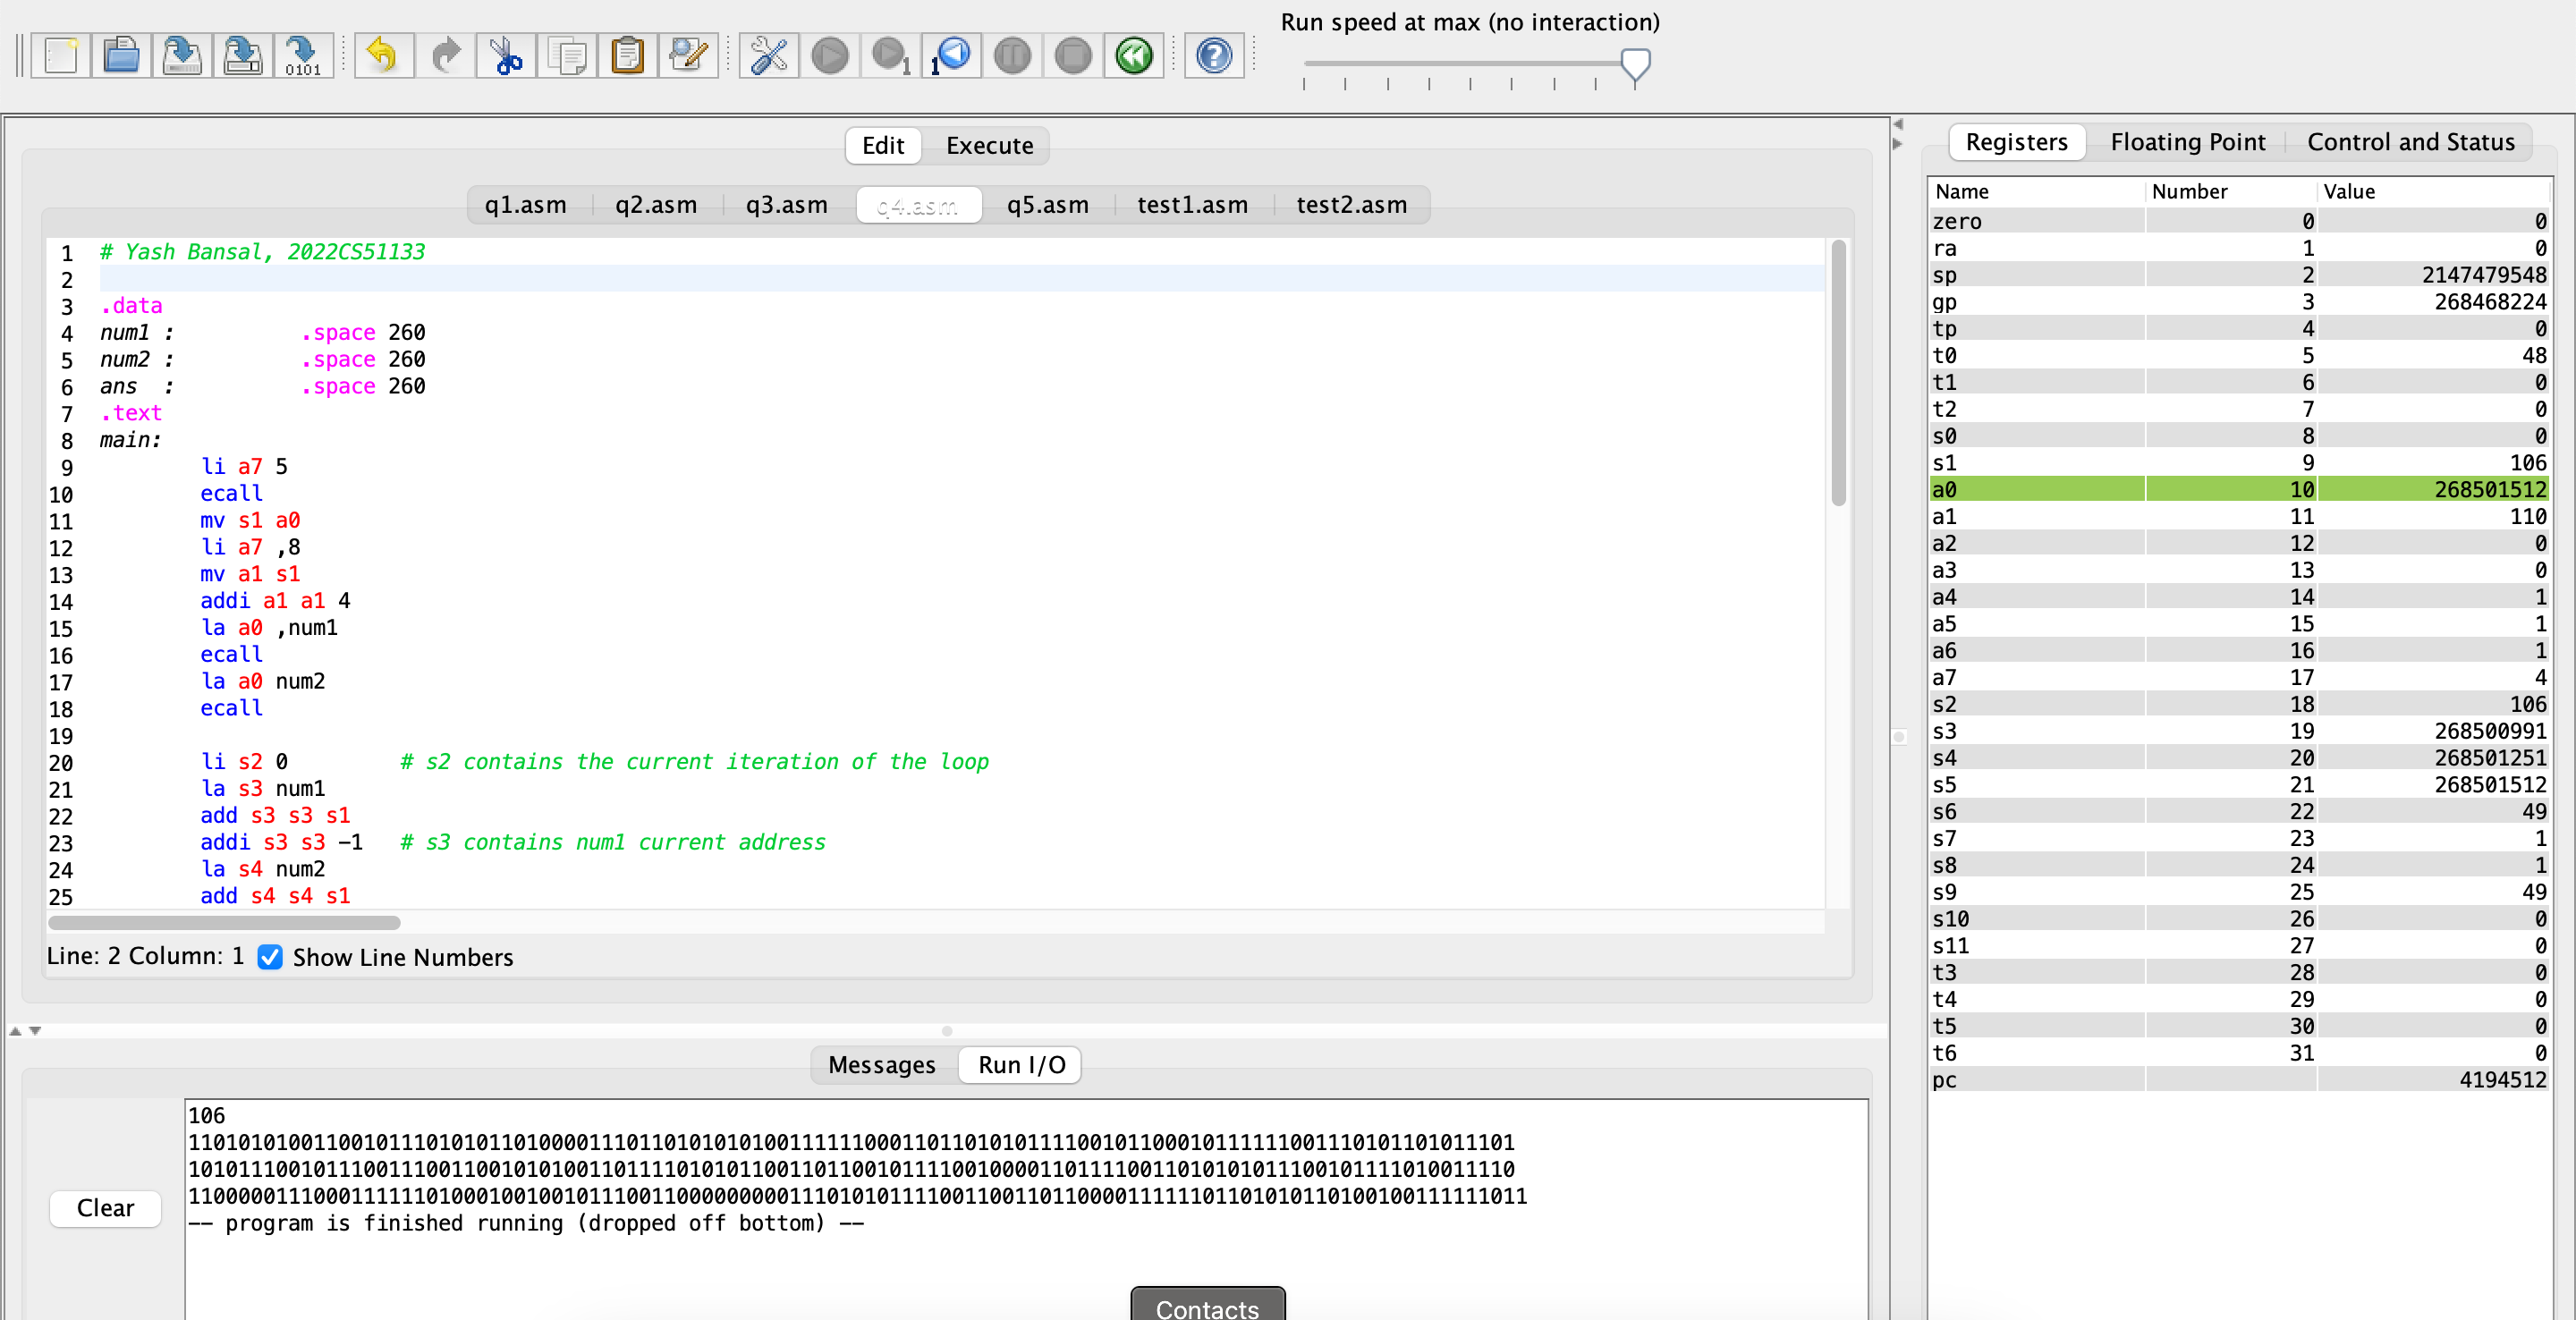 Run speed at max (no interaction)
0101
1
1
Edit
Execute
q1.asm
q2.asm
q3.asm
q4.asm
q5.asm
test1.asm
test2.asm
1 # Yash Bansal, 2022CS51133
2
3 .data
4 num1 : .space 260
5 num2 : .space 260
6 ans : .space 260
7 .text
8 main:
9 li a7 5
10 ecall
11 mv s1 a0
12 li a7 ,8
13 mv a1 s1
14 addi a1 a1 4
15 la a0 ,num1
16 ecall
17 la a0 num2
18 ecall
19
20 li s2 0 # s2 contains the current iteration of the loop
21 la s3 num1
22 add s3 s3 s1
23 addi s3 s3 -1 # s3 contains num1 current address
24 la s4 num2
25 add s4 s4 s1
Line: 2 Column: 1 Show Line Numbers
Messages
Run I/O
Clear
106
1101010100110010111010101101000011101101010101001111110001101101010111100101100010111111001110101101011101
1010111001011100111001100101010011011110101011001101100101111001000011011110011010101011100101111010011110
11000001110001111110100010010010111001100000000001110101011110011001101100001111110110101011010010​0111111011
-- program is finished running (dropped off bottom) --
Contacts
Registers
Floating Point
Control and Status
Name Number Value
zero 0 0
ra 1 0
sp 2 2147479548
gp 3 268468224
tp 4 0
t0 5 48
t1 6 0
t2 7 0
s0 8 0
s1 9 106
a0 10 268501512
a1 11 110
a2 12 0
a3 13 0
a4 14 1
a5 15 1
a6 16 1
a7 17 4
s2 18 106
s3 19 268500991
s4 20 268501251
s5 21 268501512
s6 22 49
s7 23 1
s8 24 1
s9 25 49
s10 26 0
s11 27 0
t3 28 0
t4 29 0
t5 30 0
t6 31 0
pc 4194512